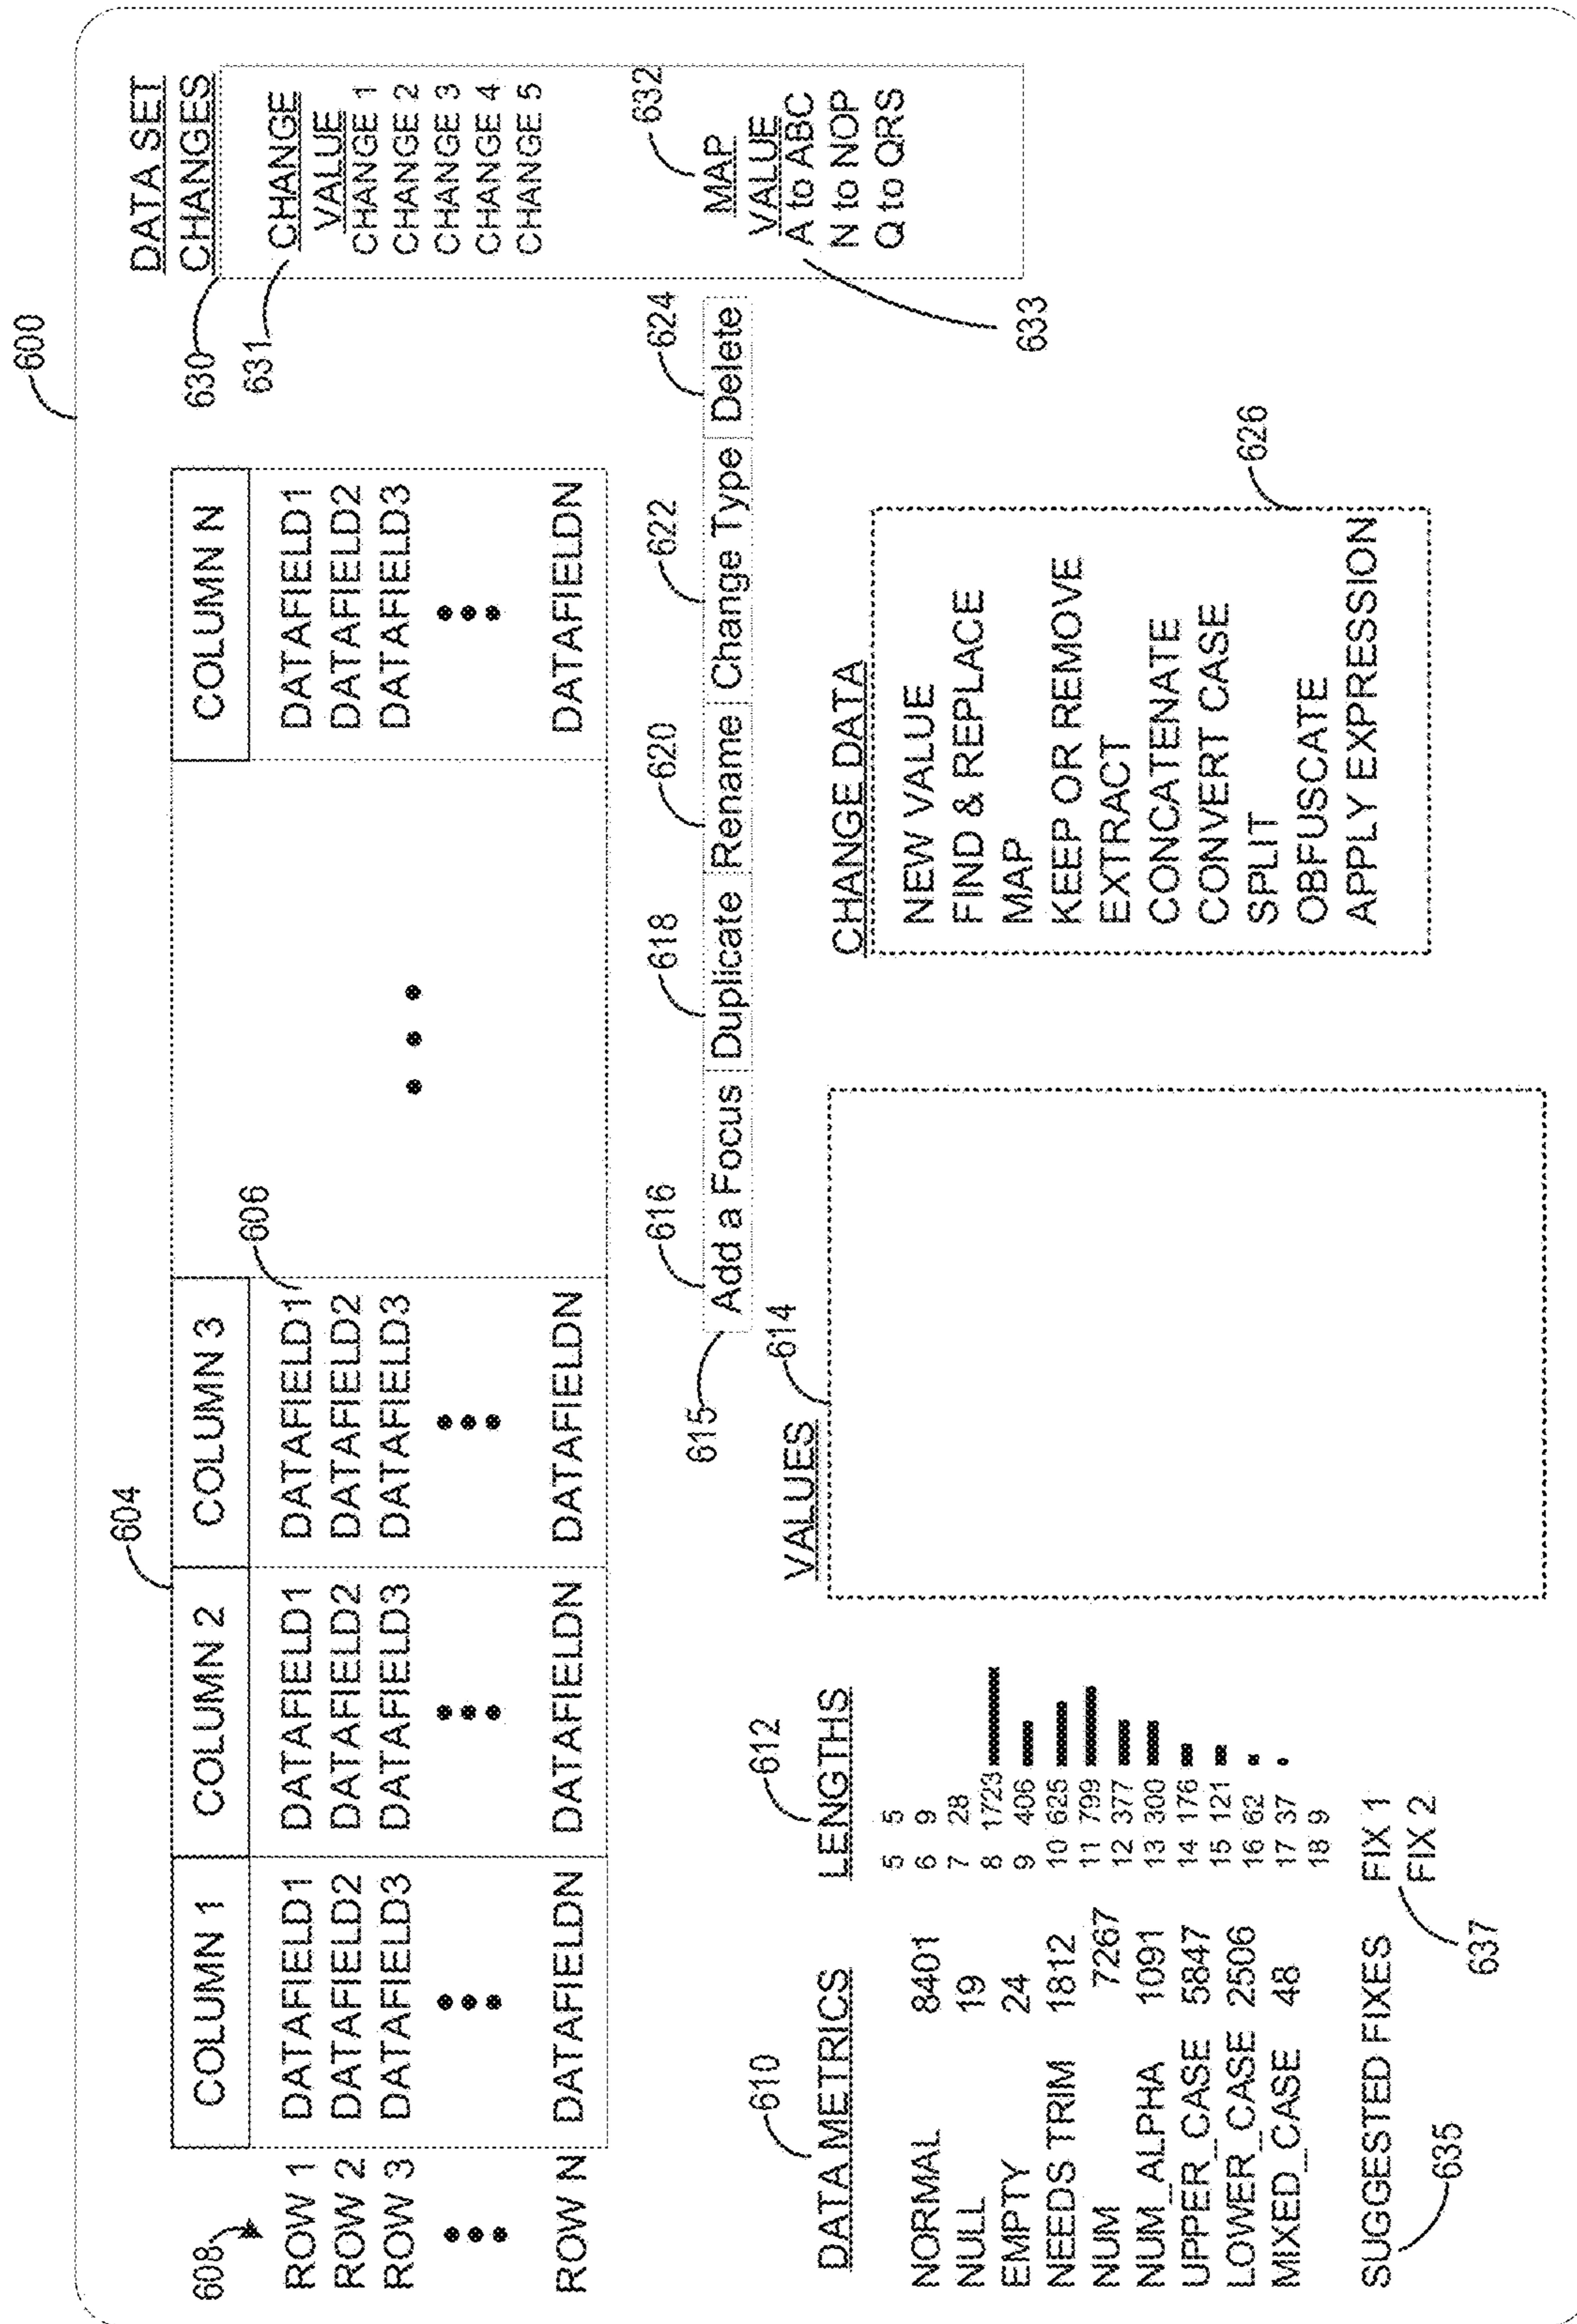 600
604
608
COLUMN 1 COLUMN 2 COLUMN 3 COLUMN N
606
ROW 1 DATAFIELD1 DATAFIELD1 DATAFIELD1 DATAFIELD1
ROW 2 DATAFIELD2 DATAFIELD2 DATAFIELD2 DATAFIELD2
ROW 3 DATAFIELD3 DATAFIELD3 DATAFIELD3 DATAFIELD3
ROW N DATAFIELDN DATAFIELDN DATAFIELDN DATAFIELDN
DATA SET
CHANGES
630
631
CHANGE
VALUE
CHANGE 1
CHANGE 2
CHANGE 3
CHANGE 4
CHANGE 5
632
MAP
VALUE
A to ABC
N to NOP
Q to QRS
633
615 616 618 620 622 624
Add a Focus Duplicate Rename Change Type Delete
610
DATA METRICS
NORMAL 8401
NULL 19
EMPTY 24
NEEDS TRIM 1812
NUM 7267
NUM_ALPHA 1091
UPPER_CASE 5847
LOWER_CASE 2506
MIXED_CASE 48
612
LENGTHS
5 5
6 9
7 28
8 1723
9 406
10 625
11 799
12 377
13 300
14 176
15 121
16 62
17 37
18 9
SUGGESTED FIXES FIX 1
FIX 2
635
637
VALUES
614
CHANGE DATA
NEW VALUE
FIND & REPLACE
MAP
KEEP OR REMOVE
EXTRACT
CONCATENATE
CONVERT CASE
SPLIT
OBFUSCATE
APPLY EXPRESSION
626